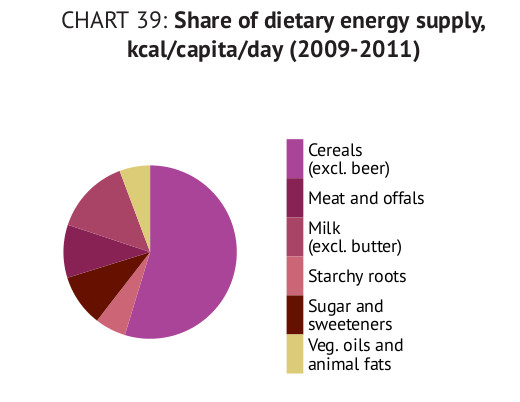 CHART 39: Share of dietary energy supply,
kcal/capita/day (2009-2011)
Cereals
(excl. beer)
Meat and offals
Milk
(excl. butter)
Starchy roots
Sugar and
sweeteners
Veg. oils and
animal fats